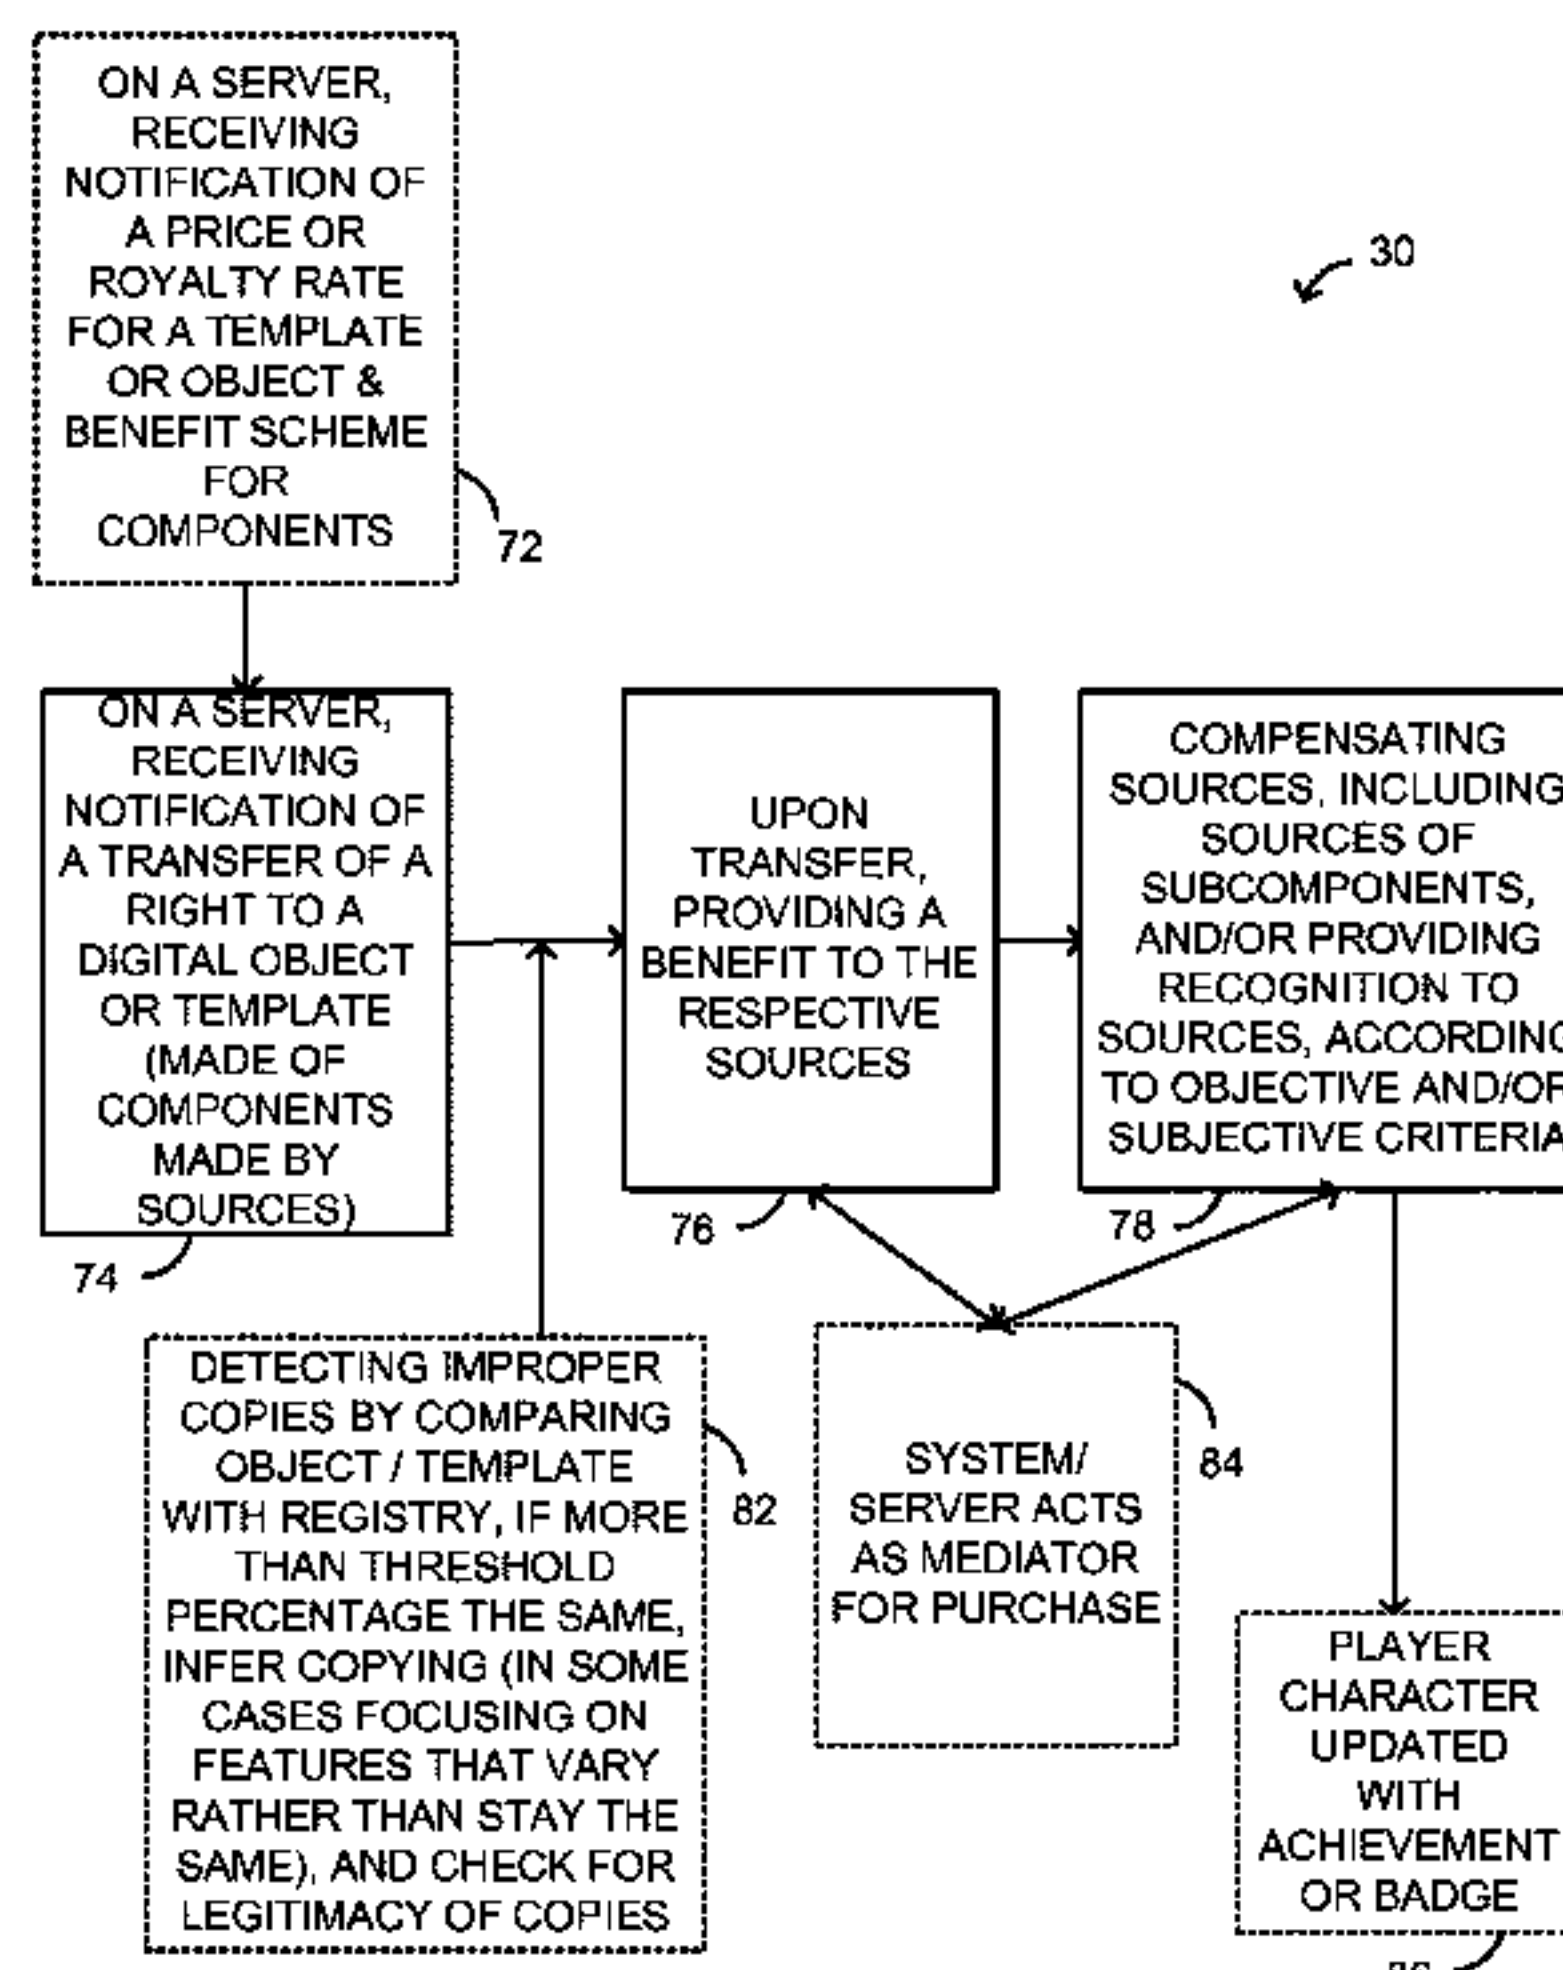 ON A SERVER,
RECEIVING
NOTIFICATION OF
A PRICE OR
ROYALTY RATE
FOR A TEMPLATE
OR OBJECT &
BENEFIT SCHEME
FOR
COMPONENTS
72
30
ON A SERVER,
RECEIVING
NOTIFICATION OF
A TRANSFER OF A
RIGHT TO A
DIGITAL OBJECT
OR TEMPLATE
(MADE OF
COMPONENTS
MADE BY
SOURCES)
74
UPON
TRANSFER,
PROVIDING A
BENEFIT TO THE
RESPECTIVE
SOURCES
76
COMPENSATING
SOURCES, INCLUDING
SOURCES OF
SUBCOMPONENTS,
AND/OR PROVIDING
RECOGNITION TO
SOURCES, ACCORDING
TO OBJECTIVE AND/OR
SUBJECTIVE CRITERIA
78
DETECTING IMPROPER
COPIES BY COMPARING
OBJECT / TEMPLATE
WITH REGISTRY, IF MORE
THAN THRESHOLD
PERCENTAGE THE SAME,
INFER COPYING (IN SOME
CASES FOCUSING ON
FEATURES THAT VARY
RATHER THAN STAY THE
SAME), AND CHECK FOR
LEGITIMACY OF COPIES
82
SYSTEM/
SERVER ACTS
AS MEDIATOR
FOR PURCHASE
84
PLAYER
CHARACTER
UPDATED
WITH
ACHIEVEMENT
OR BADGE